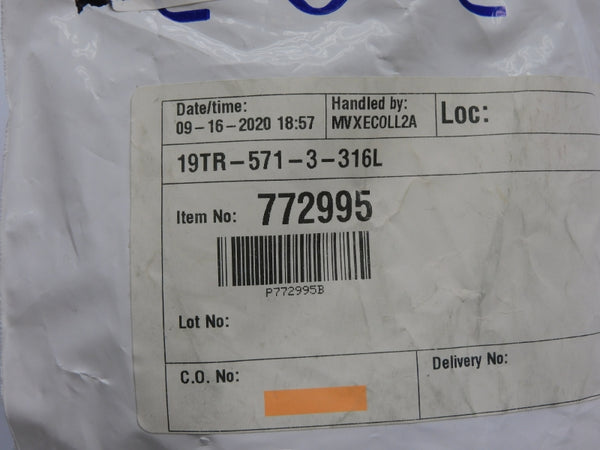 Date/time:
09-16-2020 18:57
Handled by:
MVXECOLL2A
Loc:
19TR-571-3-316L
Item No: 772995
P772995B
Lot No:
C.O. No:
Delivery No: